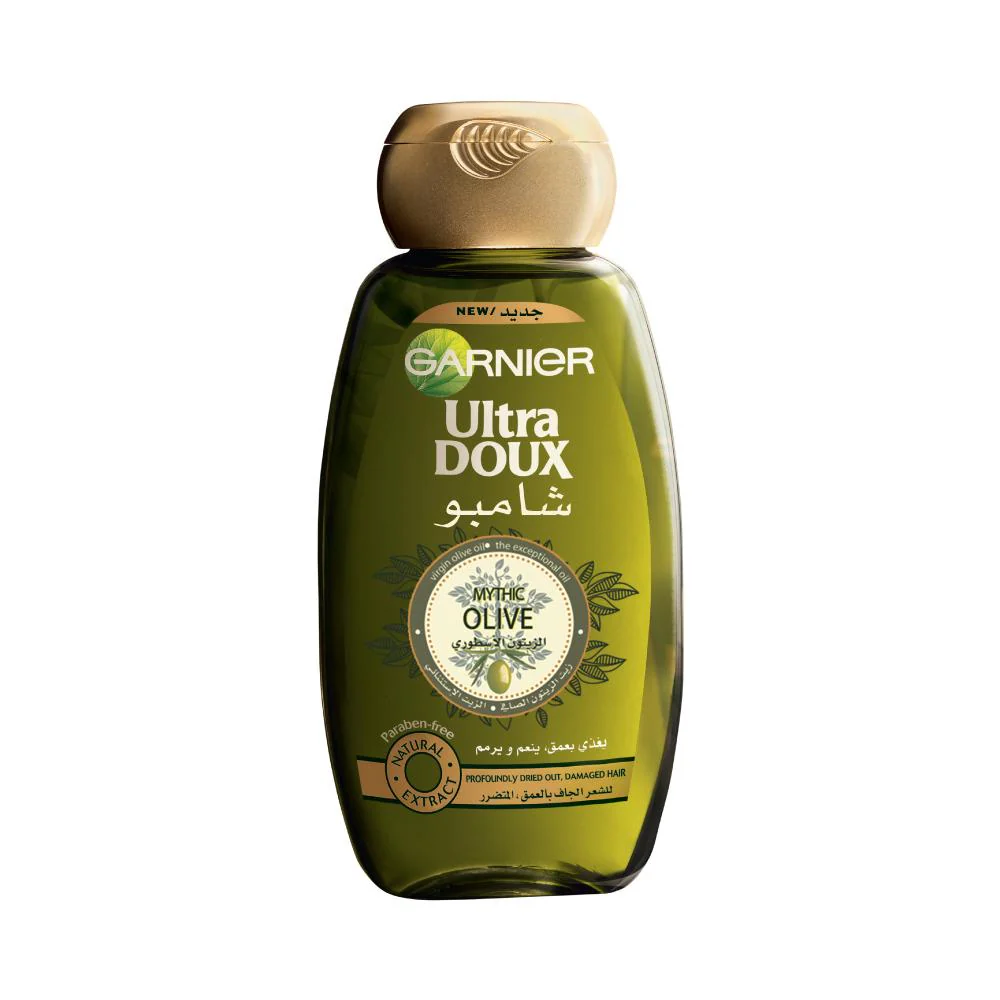 NEW/ جديد
GARNIER
Ultra
DOUX
شامبو
virgin olive oil • the exceptional oil
MYTHIC
OLIVE
الزيتون الأسطوري
زيت الزيتون الصافي • الزيت الإستثنائي
يغذي بعمق، ينعم و يرمم
Paraben-free
NATURAL
EXTRACT
PROFOUNDLY DRIED OUT, DAMAGED HAIR
للشعر الجاف بالعمق، المتضرر